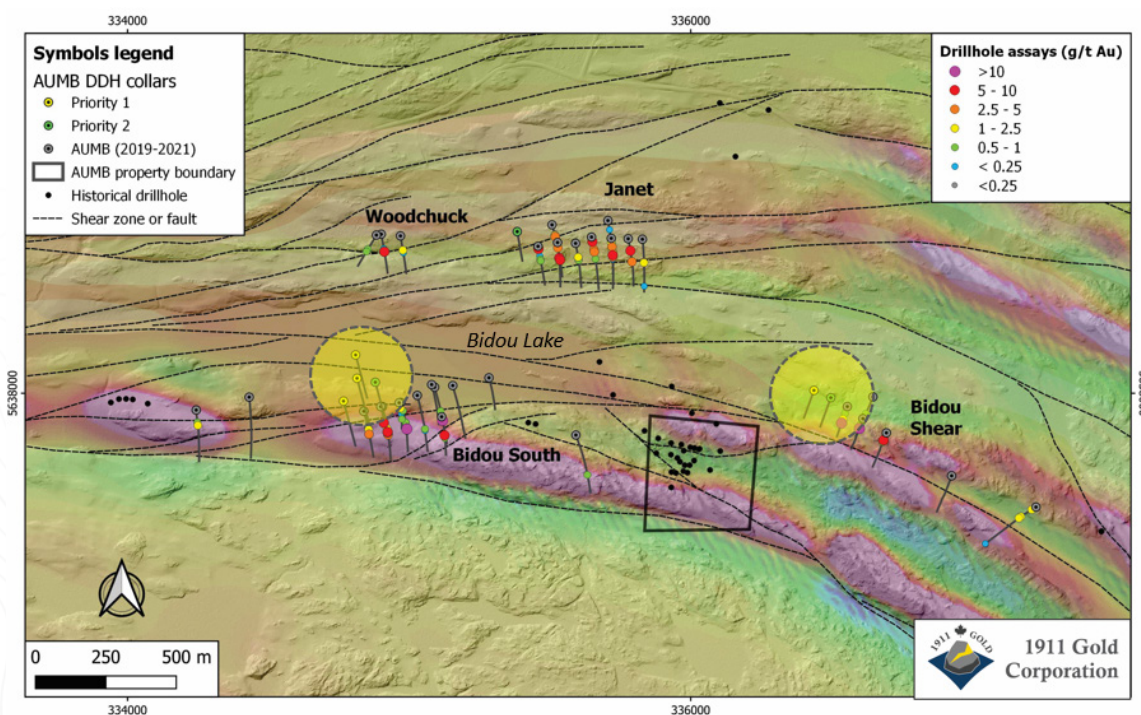 334000
336000
Symbols legend
AUMB DDH collars
Priority 1
Priority 2
AUMB (2019-2021)
AUMB property boundary
Historical drillhole
Shear zone or fault
Drillhole assays (g/t Au)
>10
5 - 10
2.5 - 5
1 - 2.5
0.5 - 1
< 0.25
<0.25
Janet
Woodchuck
Bidou Lake
5638000
5638000
Bidou
Shear
Bidou South
0 250 500 m
1911 GOLD
1911 Gold
Corporation
334000
336000